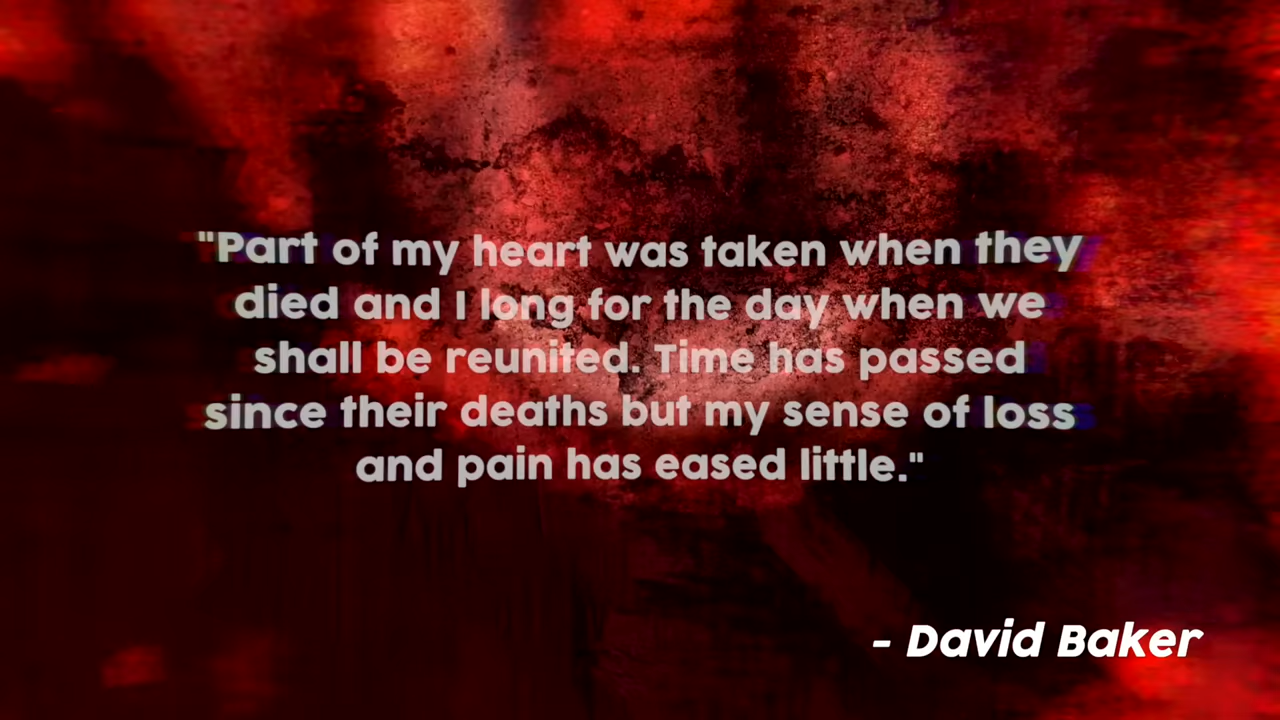 "Part of my heart was taken when they
died and I long for the day when we
shall be reunited. Time has passed
since their deaths but my sense of loss
and pain has eased little."
- David Baker